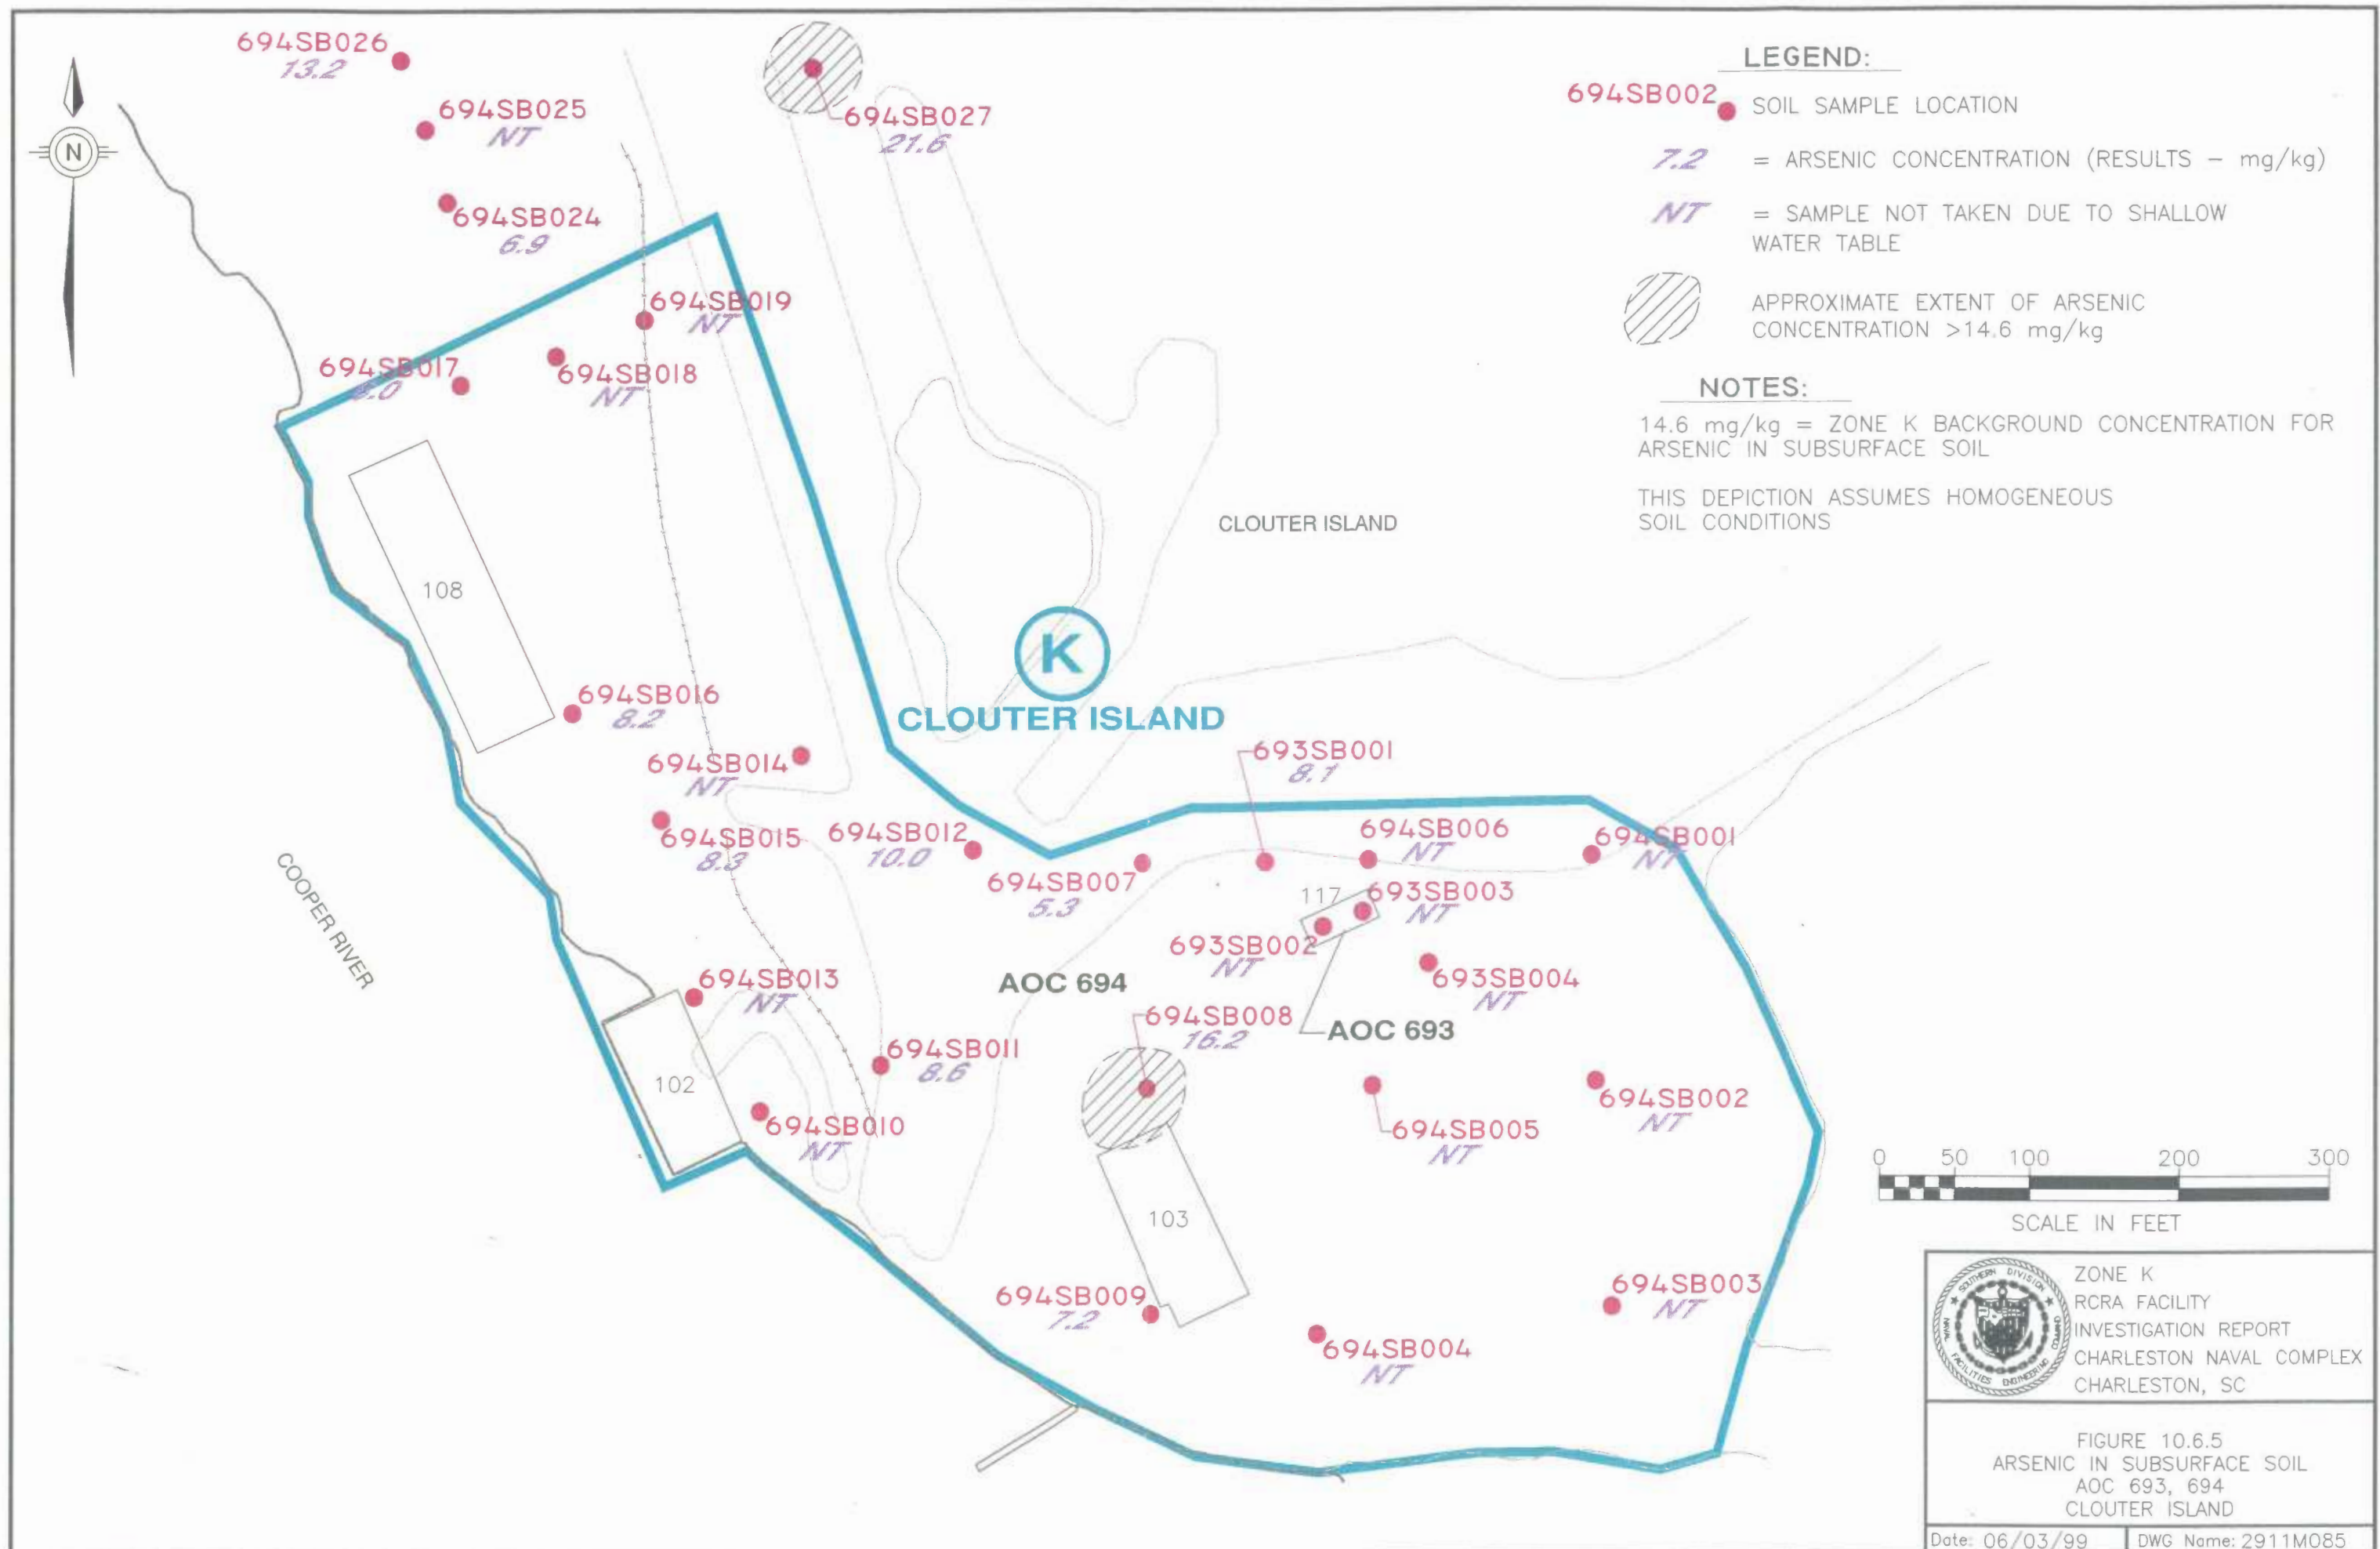 694SB026
13.2
694SB025
NT
694SB024
6.9
694SB027
21.6
N
694SB019
NT
694SB017
694SB018
NT
108
694SB016
8.2
694SB014
NT
694SB015
8.3
694SB012
10.0
694SB007
5.3
693SB001
8.1
694SB006
NT
694SB001
NT
117
693SB003
NT
693SB002
NT
693SB004
NT
AOC 694
AOC 693
694SB013
NT
694SB008
16.2
694SB011
8.6
102
694SB010
NT
694SB005
NT
694SB002
NT
103
694SB009
7.2
694SB004
NT
694SB003
NT
COOPER RIVER
CLOUTER ISLAND
K
CLOUTER ISLAND
LEGEND:
694SB002 SOIL SAMPLE LOCATION
7.2 = ARSENIC CONCENTRATION (RESULTS – mg/kg)
NT = SAMPLE NOT TAKEN DUE TO SHALLOW
WATER TABLE
APPROXIMATE EXTENT OF ARSENIC
CONCENTRATION >14.6 mg/kg
NOTES:
14.6 mg/kg = ZONE K BACKGROUND CONCENTRATION FOR
ARSENIC IN SUBSURFACE SOIL
THIS DEPICTION ASSUMES HOMOGENEOUS
SOIL CONDITIONS
0 50 100 200 300
SCALE IN FEET
SOUTHERN DIVISION
NAVAL FACILITIES ENGINEERING COMMAND
ZONE K
RCRA FACILITY
INVESTIGATION REPORT
CHARLESTON NAVAL COMPLEX
CHARLESTON, SC
FIGURE 10.6.5
ARSENIC IN SUBSURFACE SOIL
AOC 693, 694
CLOUTER ISLAND
Date: 06/03/99 DWG Name: 2911M085